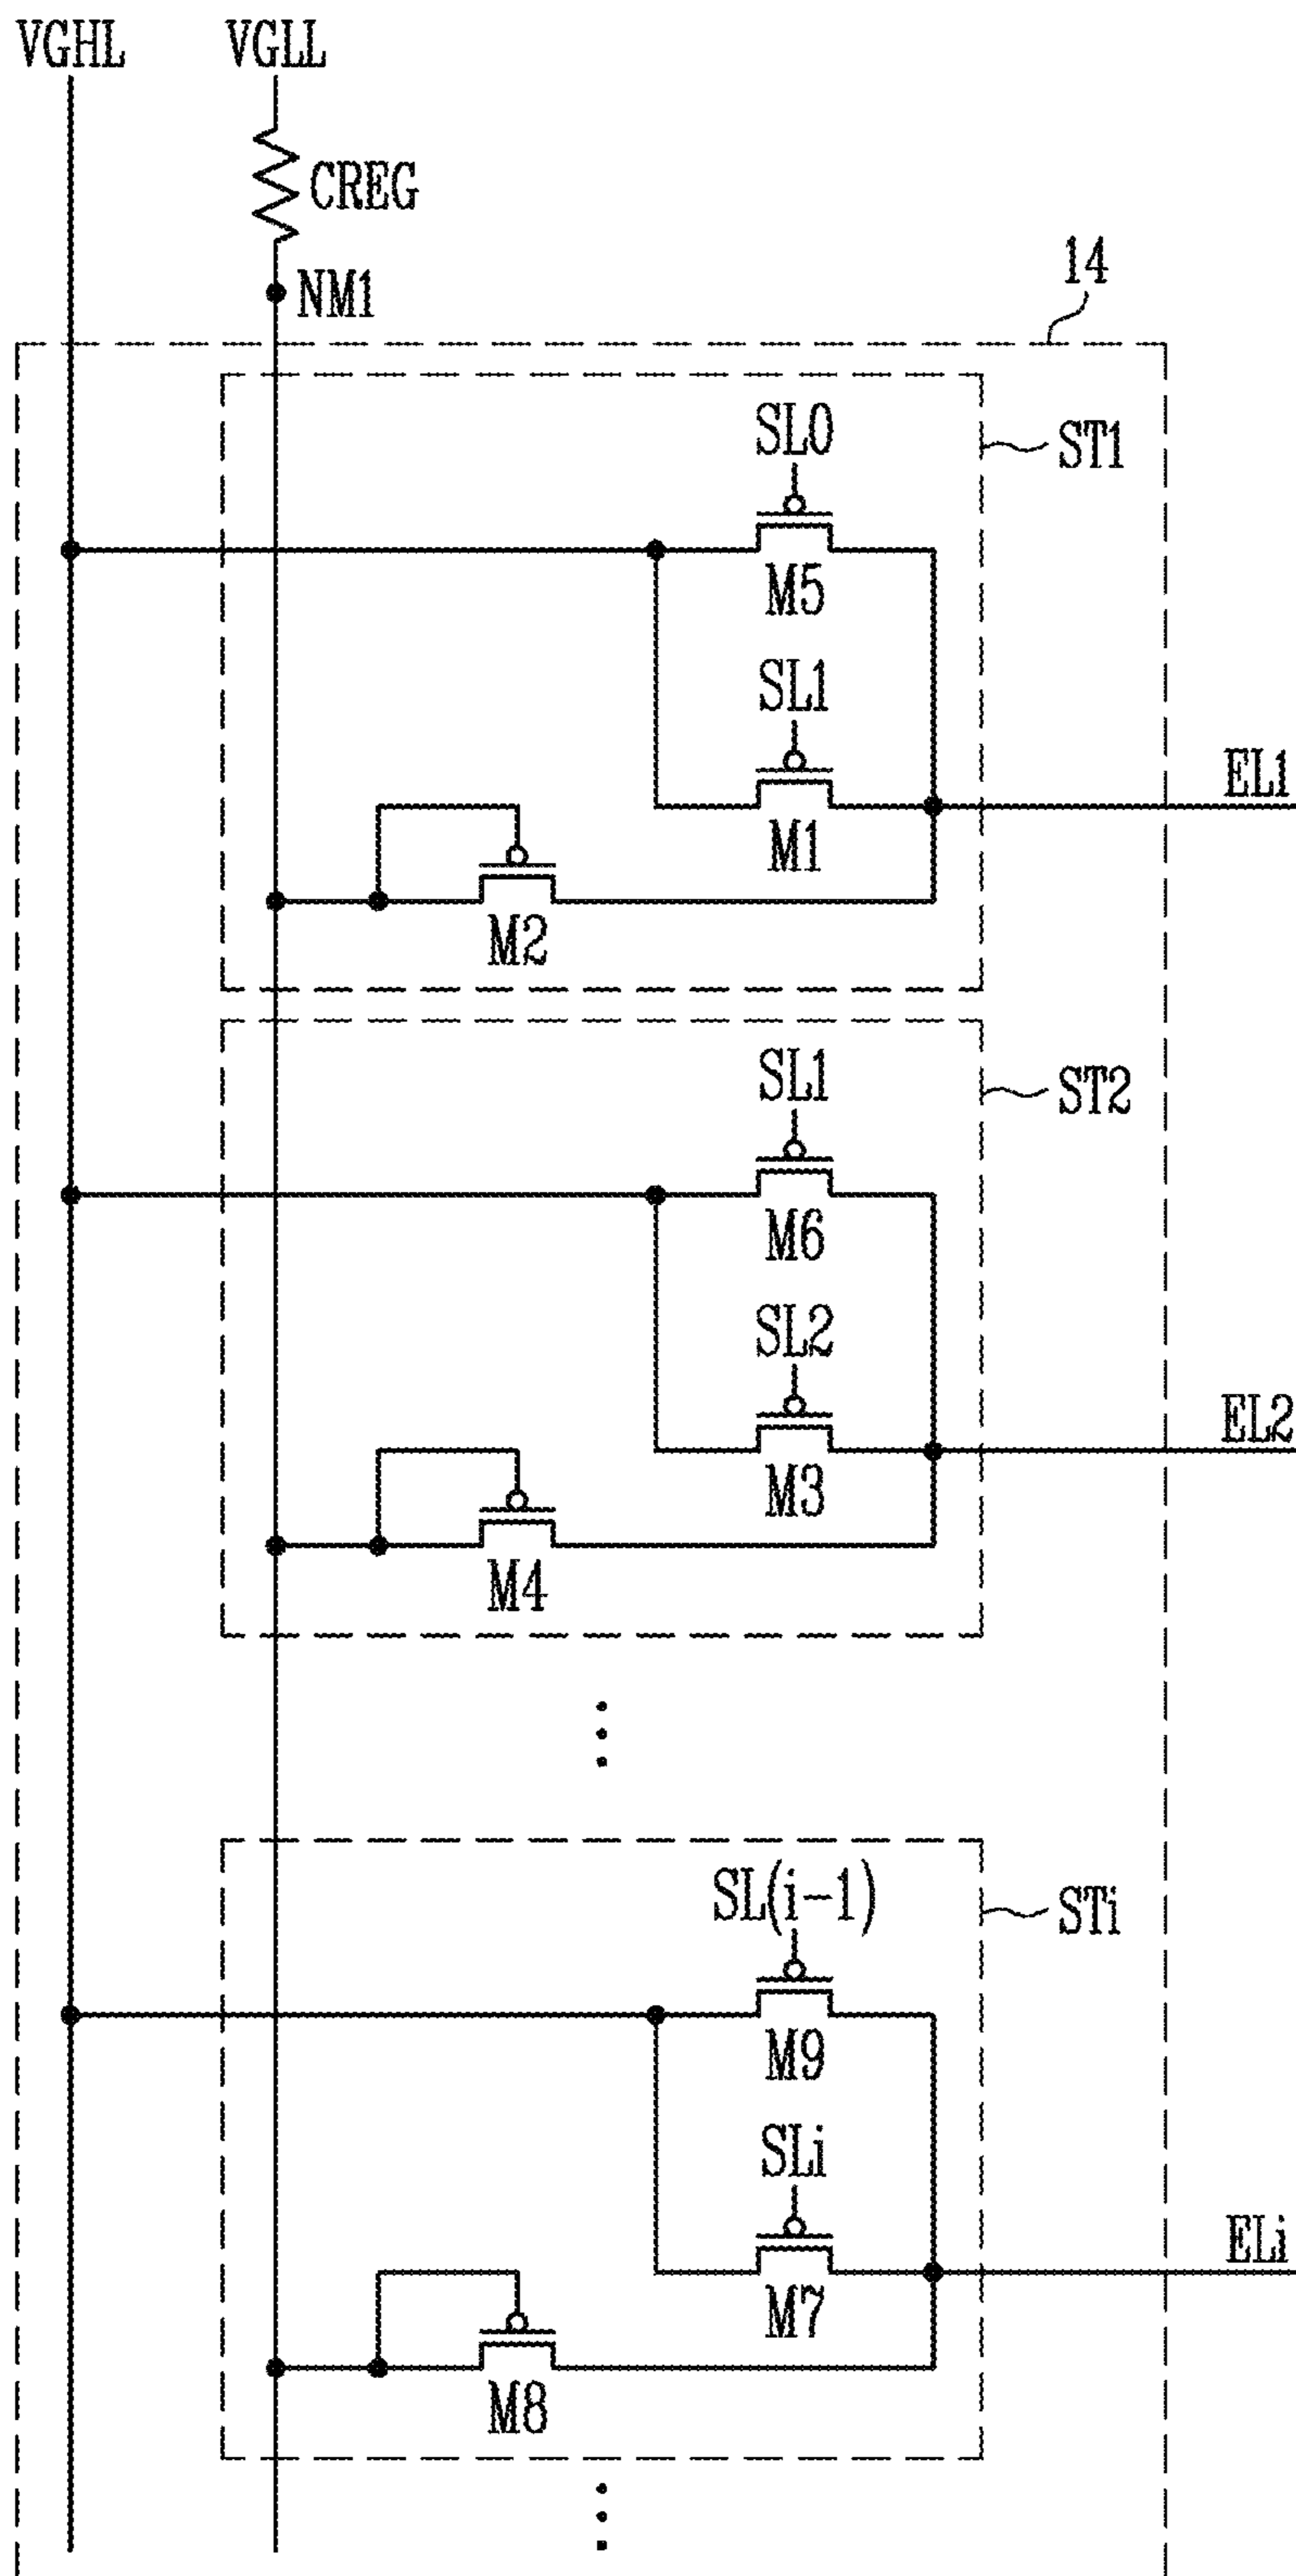 VGHL VGLL
CREG
NM1
14
SL0
ST1
M5
SL1
EL1
M1
M2
SL1
ST2
M6
SL2
EL2
M3
M4
SL(i-1)
STi
M9
SLi
ELi
M7
M8